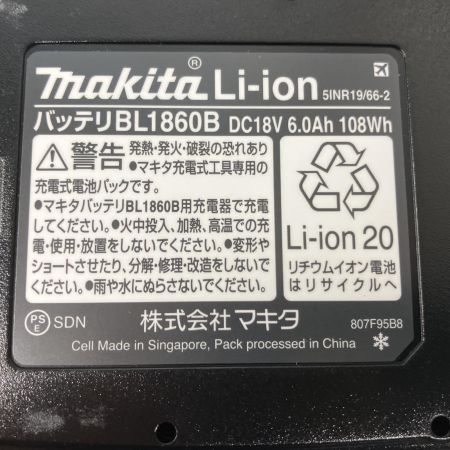 makita® Li-ion 5INR19/66-2
バッテリBL1860B DC18V 6.0Ah 108Wh
警告 発熱・発火・破裂の恐れあり
●マキタ充電式工具専用の
充電式電池パックです。
●マキタバッテリBL1860B用充電器で充電
してください。●火中投入、加熱、高温での充
電・使用・放置をしないでください。●変形や
ショートさせたり、分解・修理・改造をしないで
ください。●雨や水にぬらさないでください。
Li-ion 20
リチウムイオン電池
はリサイクルへ
PSE SDN 株式会社マキタ 807F95B8
Cell Made in Singapore, Pack processed in China